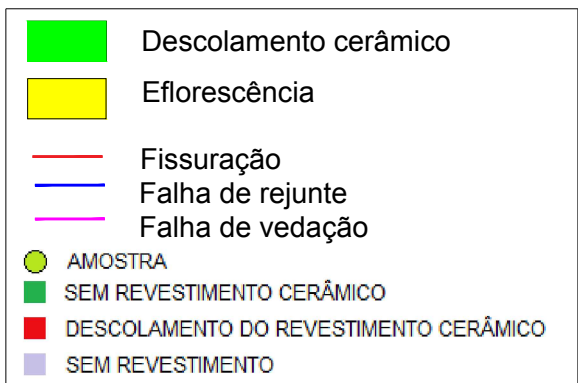 Descolamento cerâmico
Eflorescência
Fissuração
Falha de rejunte
Falha de vedação
AMOSTRA
SEM REVESTIMENTO CERÂMICO
DESCOLAMENTO DO REVESTIMENTO CERÂMICO
SEM REVESTIMENTO